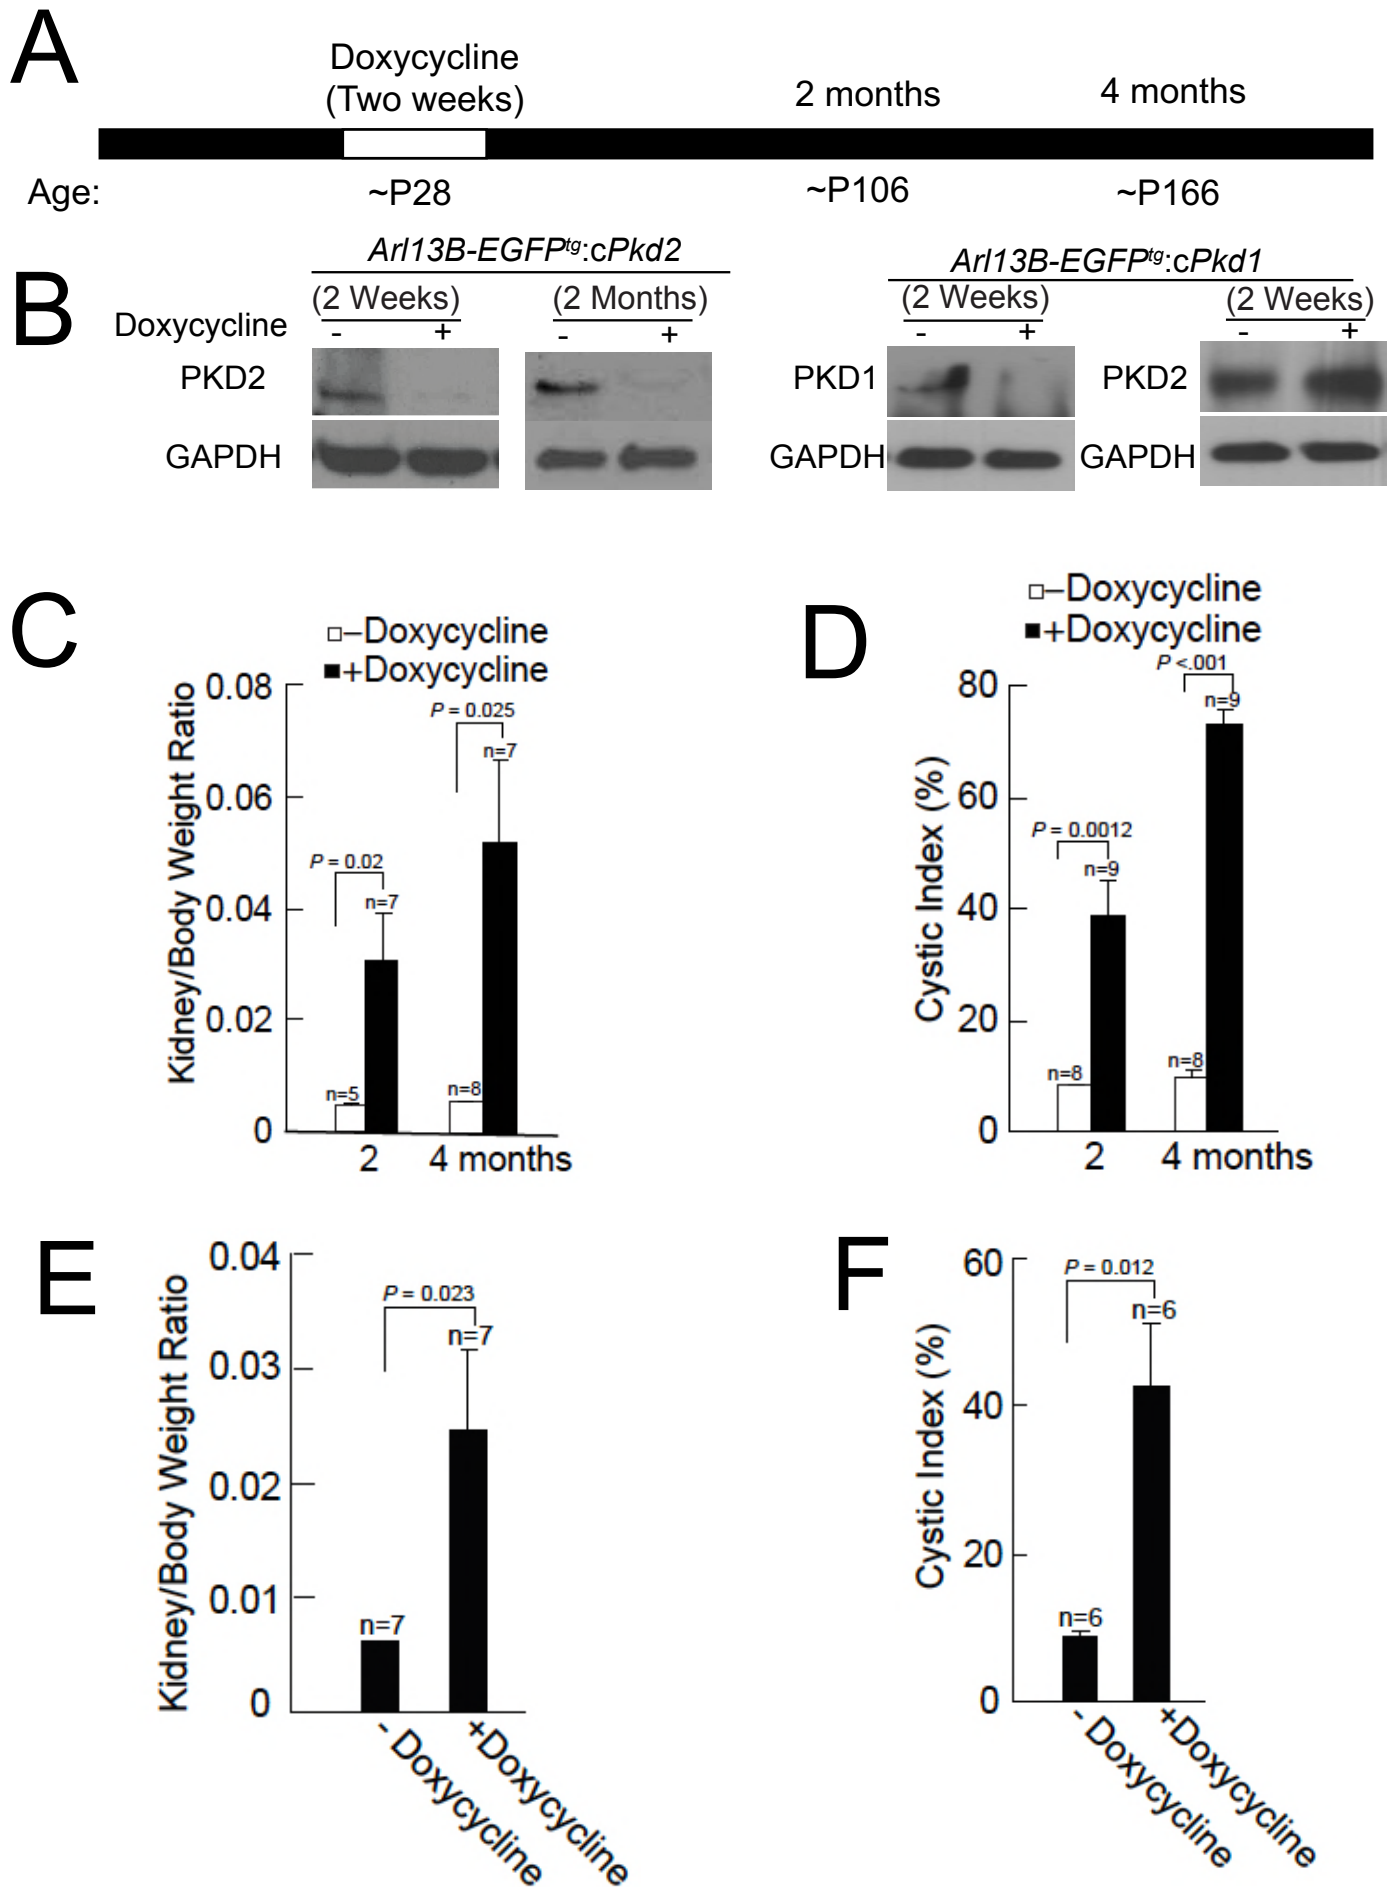 A
Doxycycline
(Two weeks)
2 months
4 months
Age:
~P28
~P106
~P166
B
Arl13B-EGFPtg:cPkd2
Arl13B-EGFPtg:cPkd1
(2 Weeks)
(2 Months)
(2 Weeks)
(2 Weeks)
Doxycycline
- +
- +
- +
- +
PKD2
PKD1
PKD2
GAPDH
GAPDH
GAPDH
C
–Doxycycline
+Doxycycline
Kidney/Body Weight Ratio
0.08
0.06
0.04
0.02
0
P = 0.02
P = 0.025
n=5
n=7
n=8
n=7
2
4 months
D
–Doxycycline
+Doxycycline
Cystic Index (%)
80
60
40
20
0
P = 0.0012
P <.001
n=8
n=9
n=8
n=9
2
4 months
E
Kidney/Body Weight Ratio
0.04
0.03
0.02
0.01
0
P = 0.023
n=7
n=7
- Doxycycline
+Doxycycline
F
Cystic Index (%)
60
40
20
0
P = 0.012
n=6
n=6
- Doxycycline
+Doxycycline